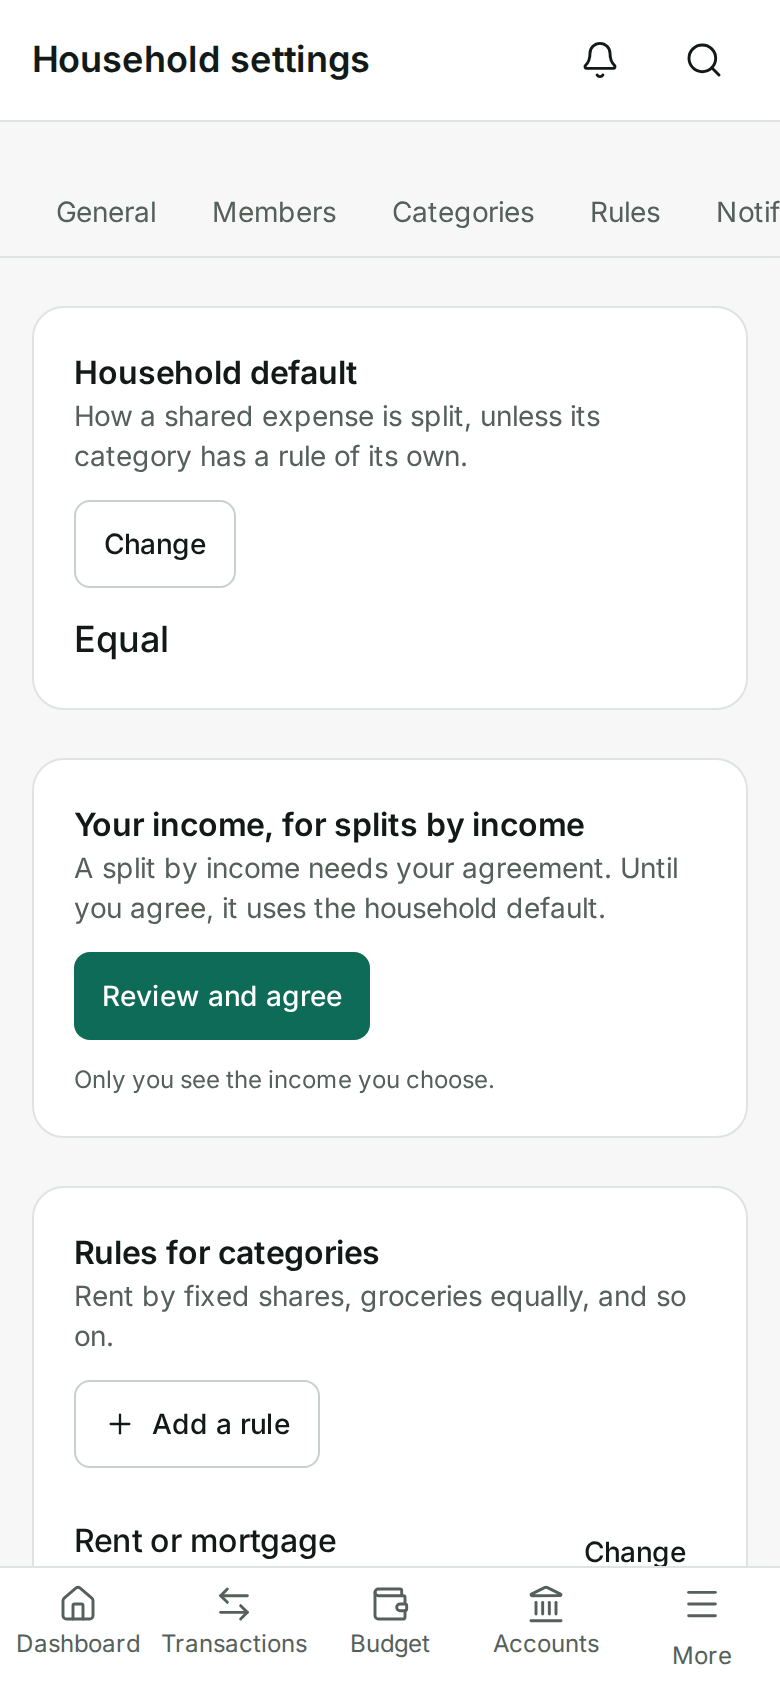 Household settings
General Members Categories Rules Notif
Household default
How a shared expense is split, unless its
category has a rule of its own.
Change
Equal
Your income, for splits by income
A split by income needs your agreement. Until
you agree, it uses the household default.
Review and agree
Only you see the income you choose.
Rules for categories
Rent by fixed shares, groceries equally, and so
on.
Add a rule
Rent or mortgage
Change
Dashboard Transactions Budget Accounts More